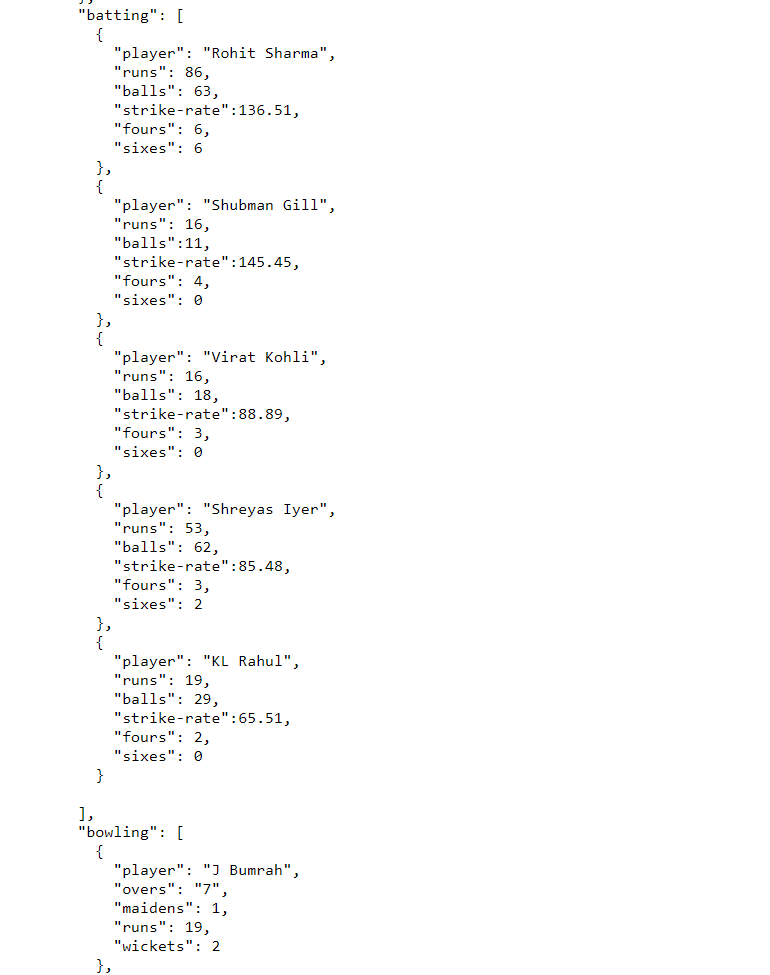 },
"batting": [
{
"player": "Rohit Sharma",
"runs": 86,
"balls": 63,
"strike-rate":136.51,
"fours": 6,
"sixes": 6
},
{
"player": "Shubman Gill",
"runs": 16,
"balls":11,
"strike-rate":145.45,
"fours": 4,
"sixes": 0
},
{
"player": "Virat Kohli",
"runs": 16,
"balls": 18,
"strike-rate":88.89,
"fours": 3,
"sixes": 0
},
{
"player": "Shreyas Iyer",
"runs": 53,
"balls": 62,
"strike-rate":85.48,
"fours": 3,
"sixes": 2
},
{
"player": "KL Rahul",
"runs": 19,
"balls": 29,
"strike-rate":65.51,
"fours": 2,
"sixes": 0
}
],
"bowling": [
{
"player": "J Bumrah",
"overs": "7",
"maidens": 1,
"runs": 19,
"wickets": 2
},